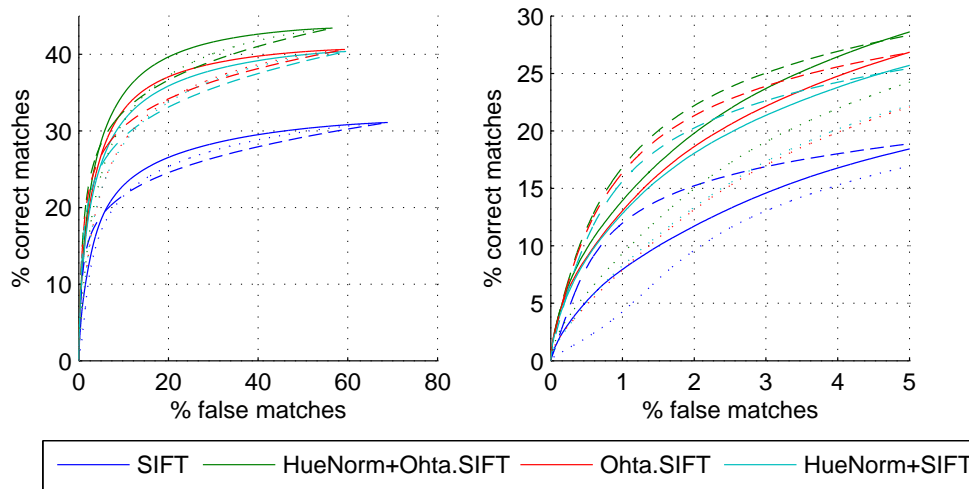 40
30
20
10
0
% correct matches
0 20 40 60 80
% false matches
30
25
20
15
10
5
0
% correct matches
0 1 2 3 4 5
% false matches
SIFT HueNorm+Ohta.SIFT Ohta.SIFT HueNorm+SIFT